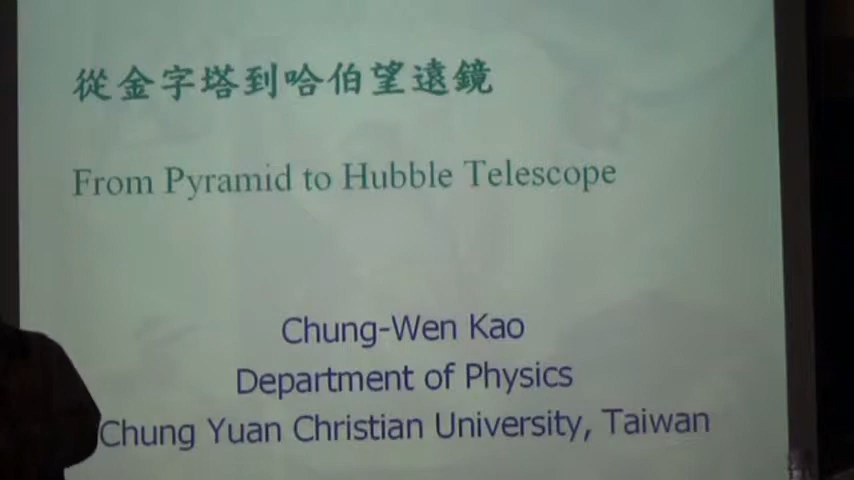 從金字塔到哈伯望遠鏡
From Pyramid to Hubble Telescope
Chung-Wen Kao
Department of Physics
Chung Yuan Christian University, Taiwan